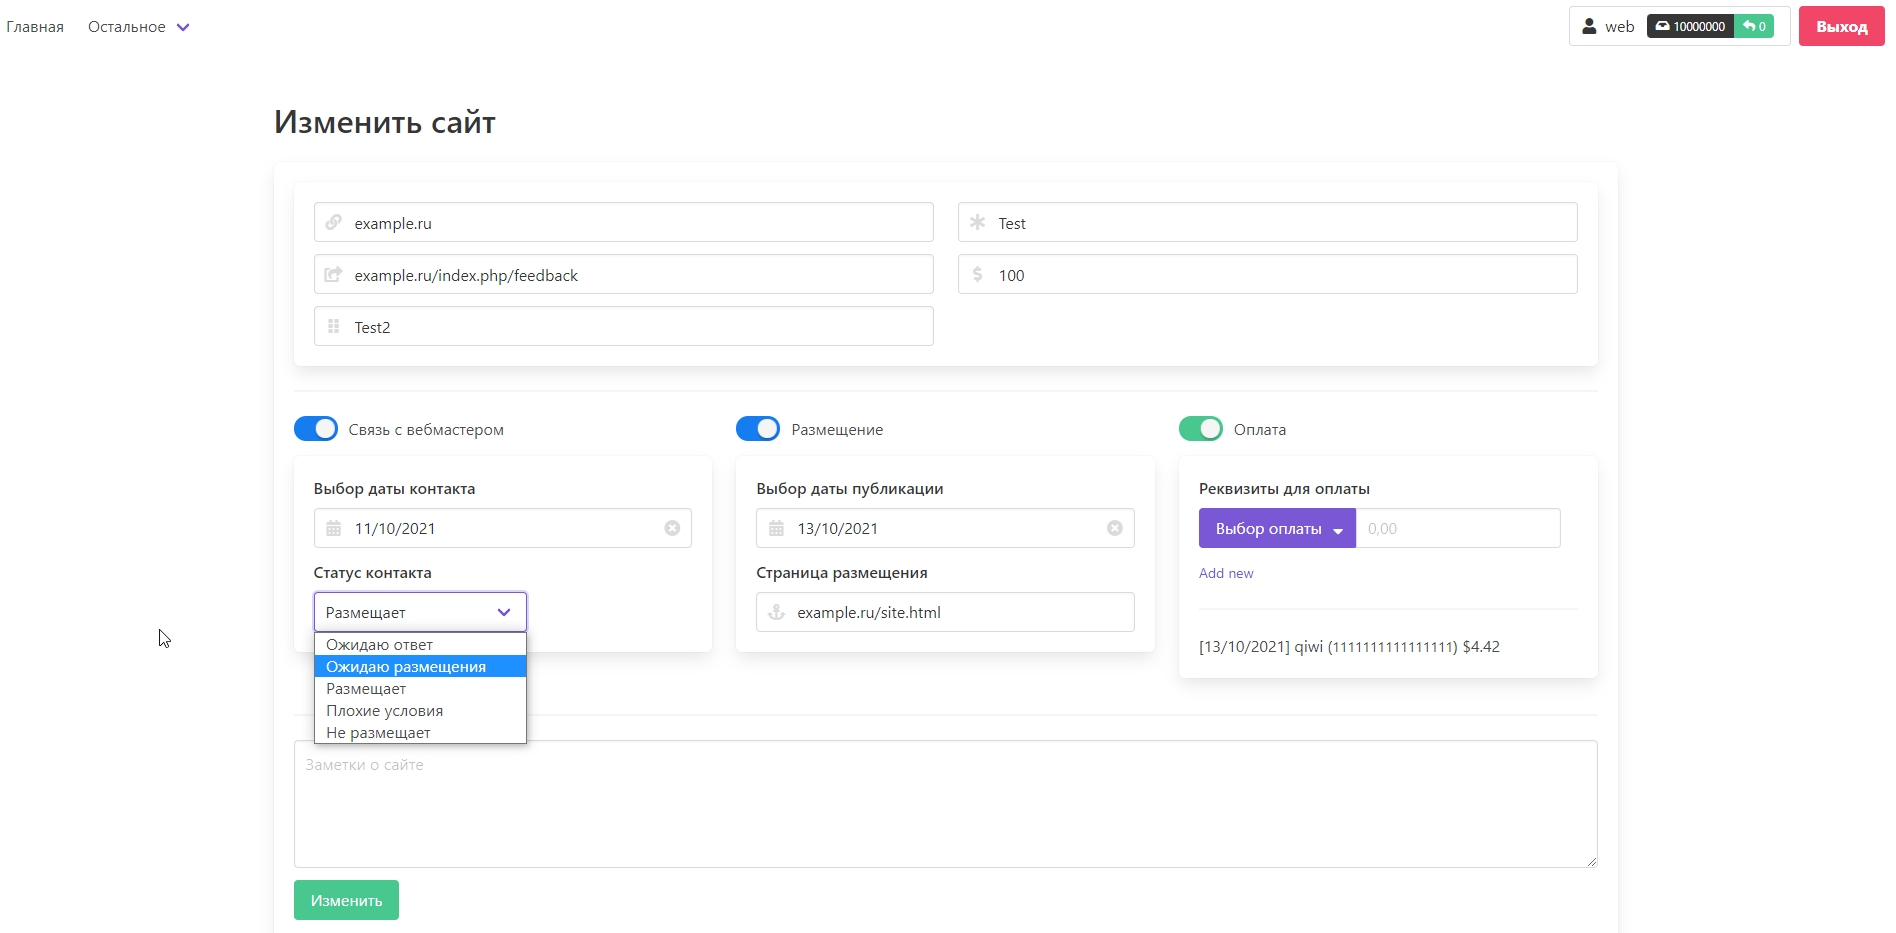 Главная Остальное web 10000000 0 Выход
Изменить сайт
example.ru Test
example.ru/index.php/feedback 100
Test2
Связь с вебмастером Размещение Оплата
Выбор даты контакта Выбор даты публикации Реквизиты для оплаты
11/10/2021 13/10/2021 Выбор оплаты 0,00
Статус контакта Страница размещения Add new
Размещает example.ru/site.html
Ожидаю ответ [13/10/2021] qiwi (1111111111111111) $4.42
Ожидаю размещения
Размещает
Плохие условия
Не размещает
Заметки о сайте
Изменить